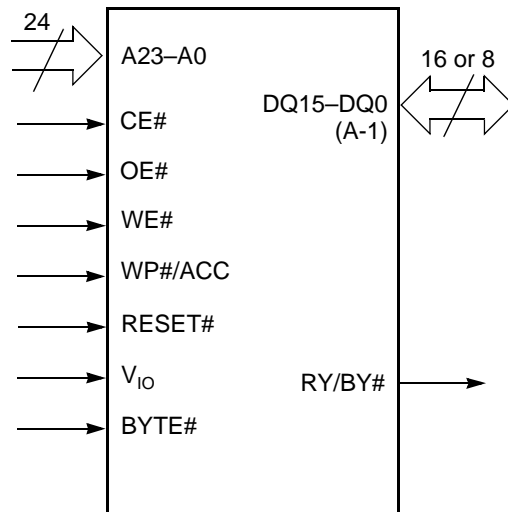 24
A23–A0
16 or 8
DQ15–DQ0
(A-1)
CE#
OE#
WE#
WP#/ACC
RESET#
VIO
RY/BY#
BYTE#